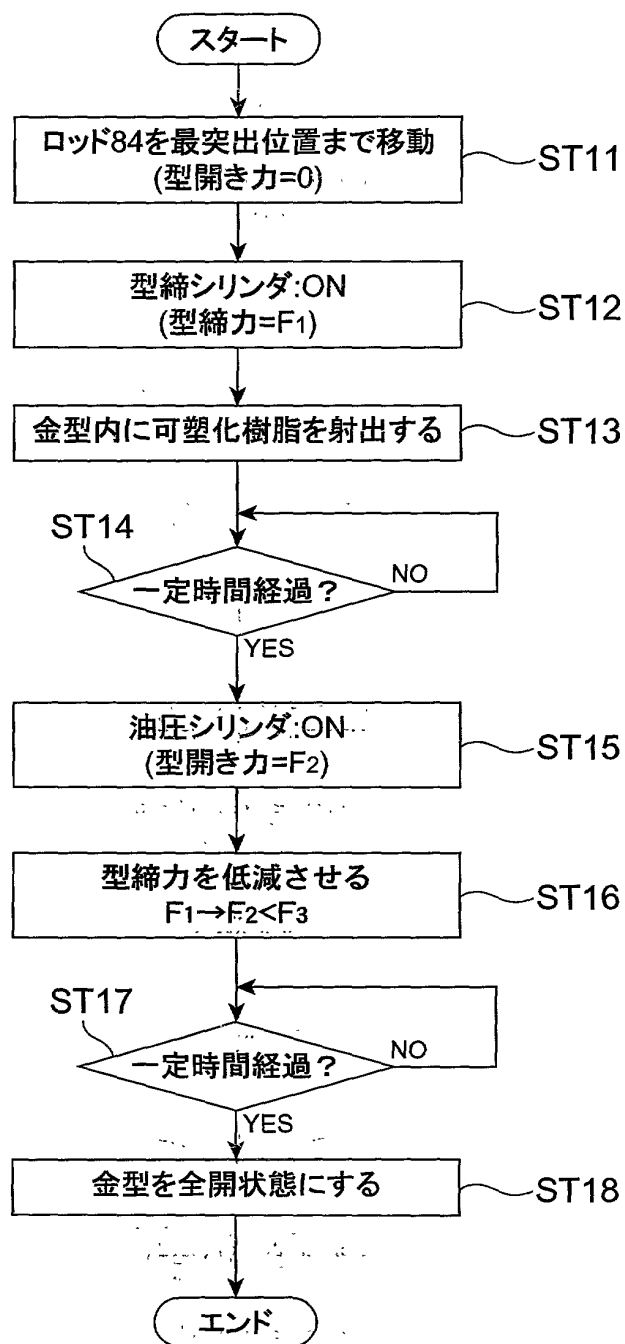 スタート
ロッド84を最突出位置まで移動
(型開き力=0)
ST11
型締シリンダ:ON
(型締力=F1)
ST12
金型内に可塑化樹脂を射出する
ST13
ST14
一定時間経過?
NO
YES
油圧シリンダ:ON
(型開き力=F2)
ST15
型締力を低減させる
F1→F2<F3
ST16
ST17
一定時間経過?
NO
YES
金型を全開状態にする
ST18
エンド